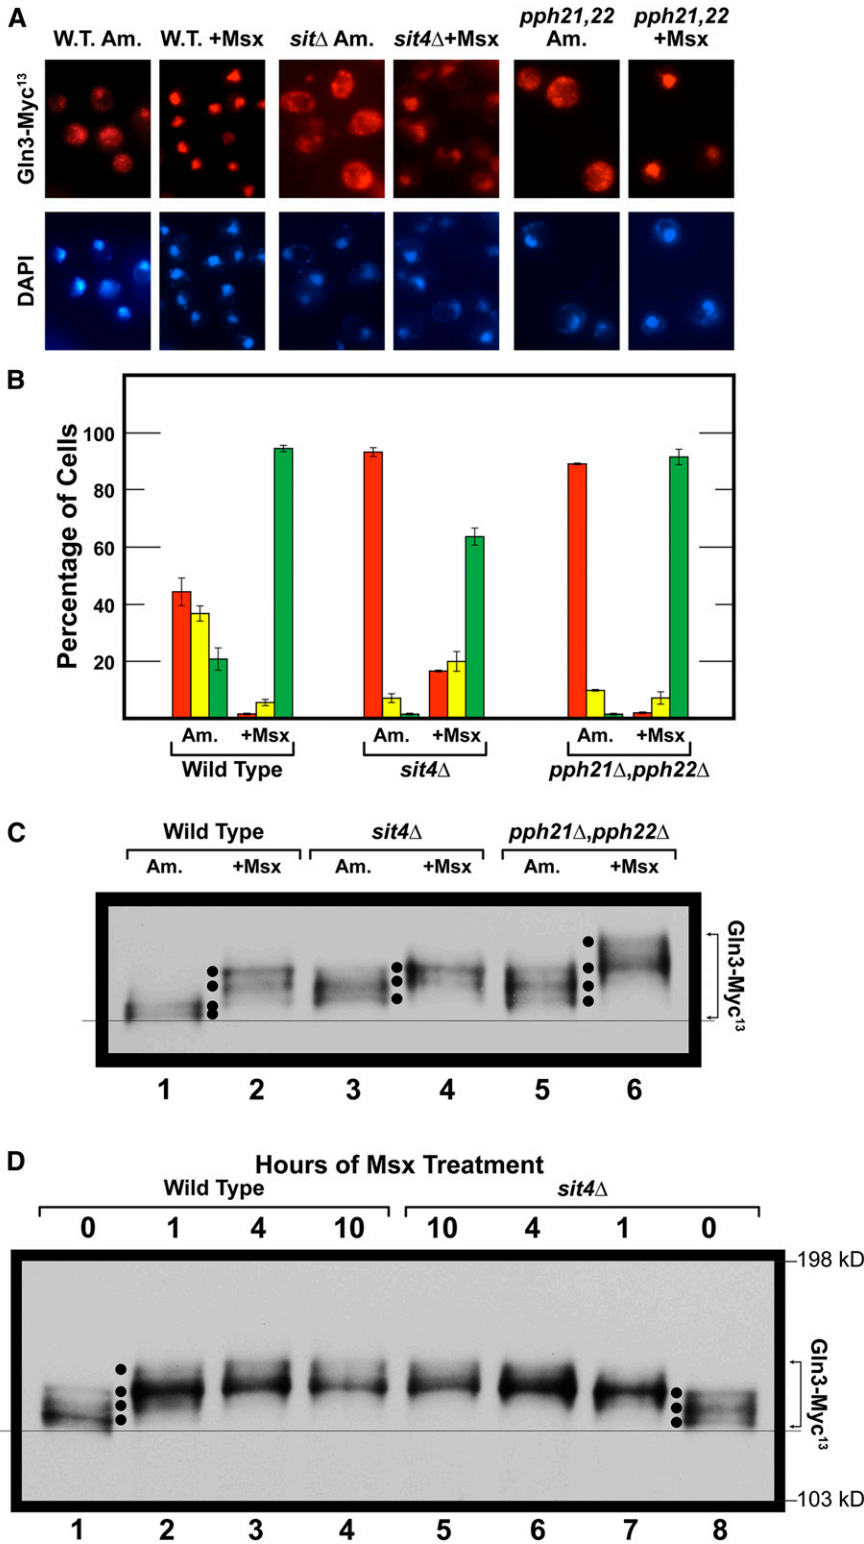 A
W.T. Am. W.T. +Msx sitΔ Am. sit4Δ+Msx pph21,22 Am. pph21,22 +Msx
Gln3-Myc¹³
DAPI
B
Percentage of Cells
100
80
60
40
20
Am. +Msx Am. +Msx Am. +Msx
Wild Type sit4Δ pph21Δ,pph22Δ
C
Wild Type sit4Δ pph21Δ,pph22Δ
Am. +Msx Am. +Msx Am. +Msx
Gln3-Myc¹³
1 2 3 4 5 6
D
Hours of Msx Treatment
Wild Type sit4Δ
0 1 4 10 10 4 1 0
198 kD
Gln3-Myc¹³
103 kD
1 2 3 4 5 6 7 8